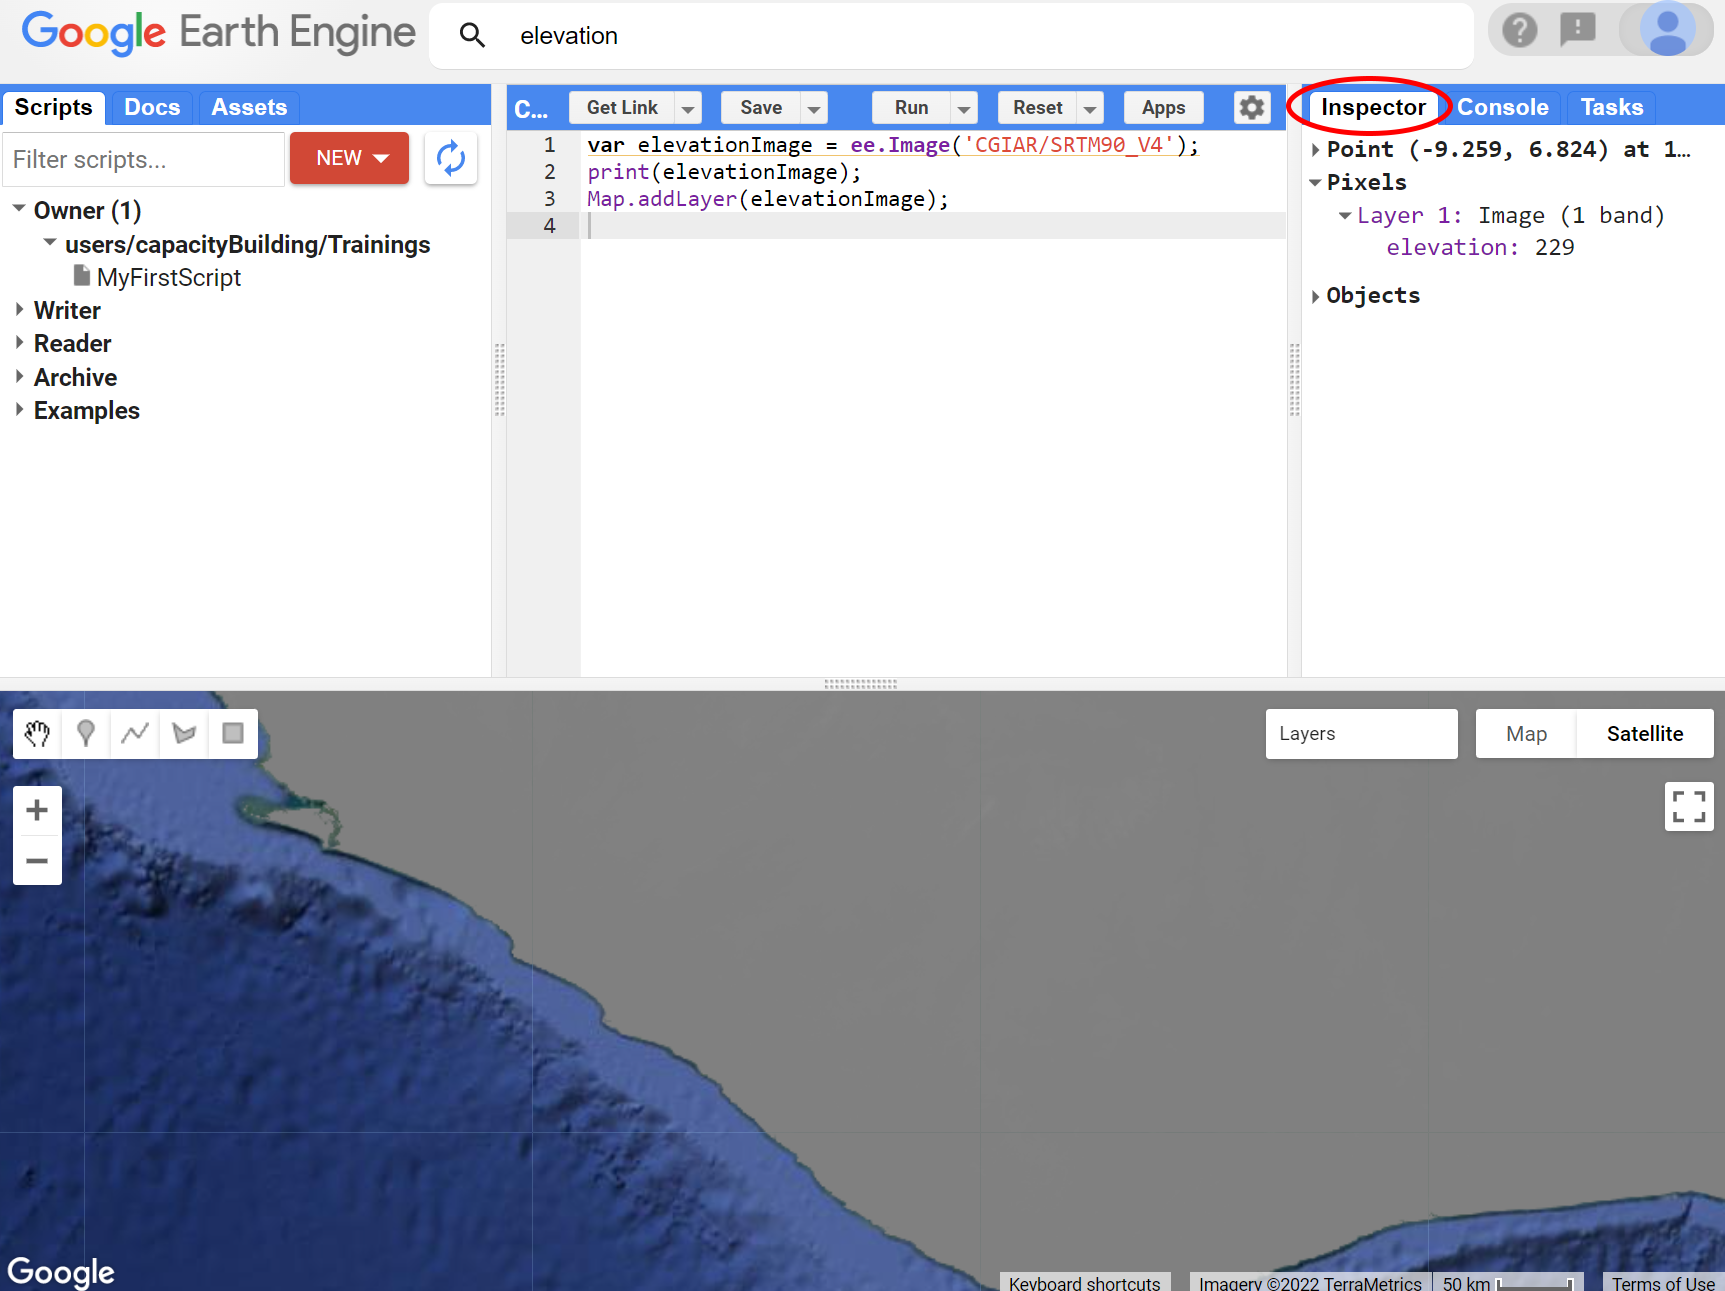 Google Earth Engine
elevation
Scripts
Docs
Assets
Filter scripts...
NEW
Owner (1)
users/capacityBuilding/Trainings
MyFirstScript
Writer
Reader
Archive
Examples
C...
Get Link
Save
Run
Reset
Apps
1 var elevationImage = ee.Image('CGIAR/SRTM90_V4');
2 print(elevationImage);
3 Map.addLayer(elevationImage);
4
Inspector
Console
Tasks
Point (-9.259, 6.824) at 1...
Pixels
Layer 1: Image (1 band)
elevation: 229
Objects
Layers
Map
Satellite
Google
Keyboard shortcuts
Imagery ©2022 TerraMetrics
50 km
Terms of Use